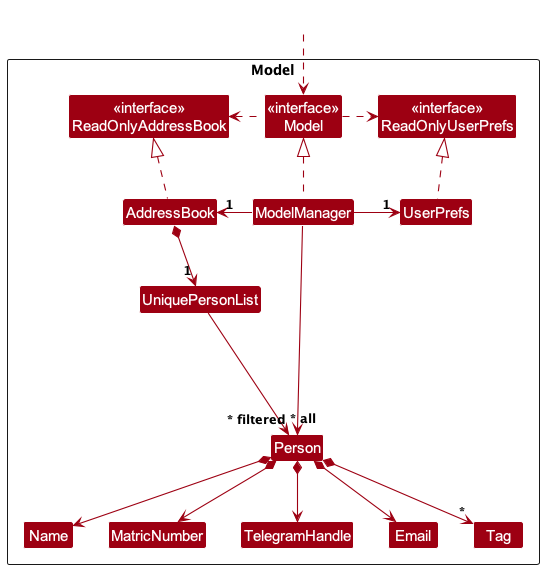 Model
«interface»
ReadOnlyAddressBook
«interface»
Model
«interface»
ReadOnlyUserPrefs
AddressBook
1
ModelManager
1
UserPrefs
1
UniquePersonList
* filtered
* all
Person
*
Name
MatricNumber
TelegramHandle
Email
Tag